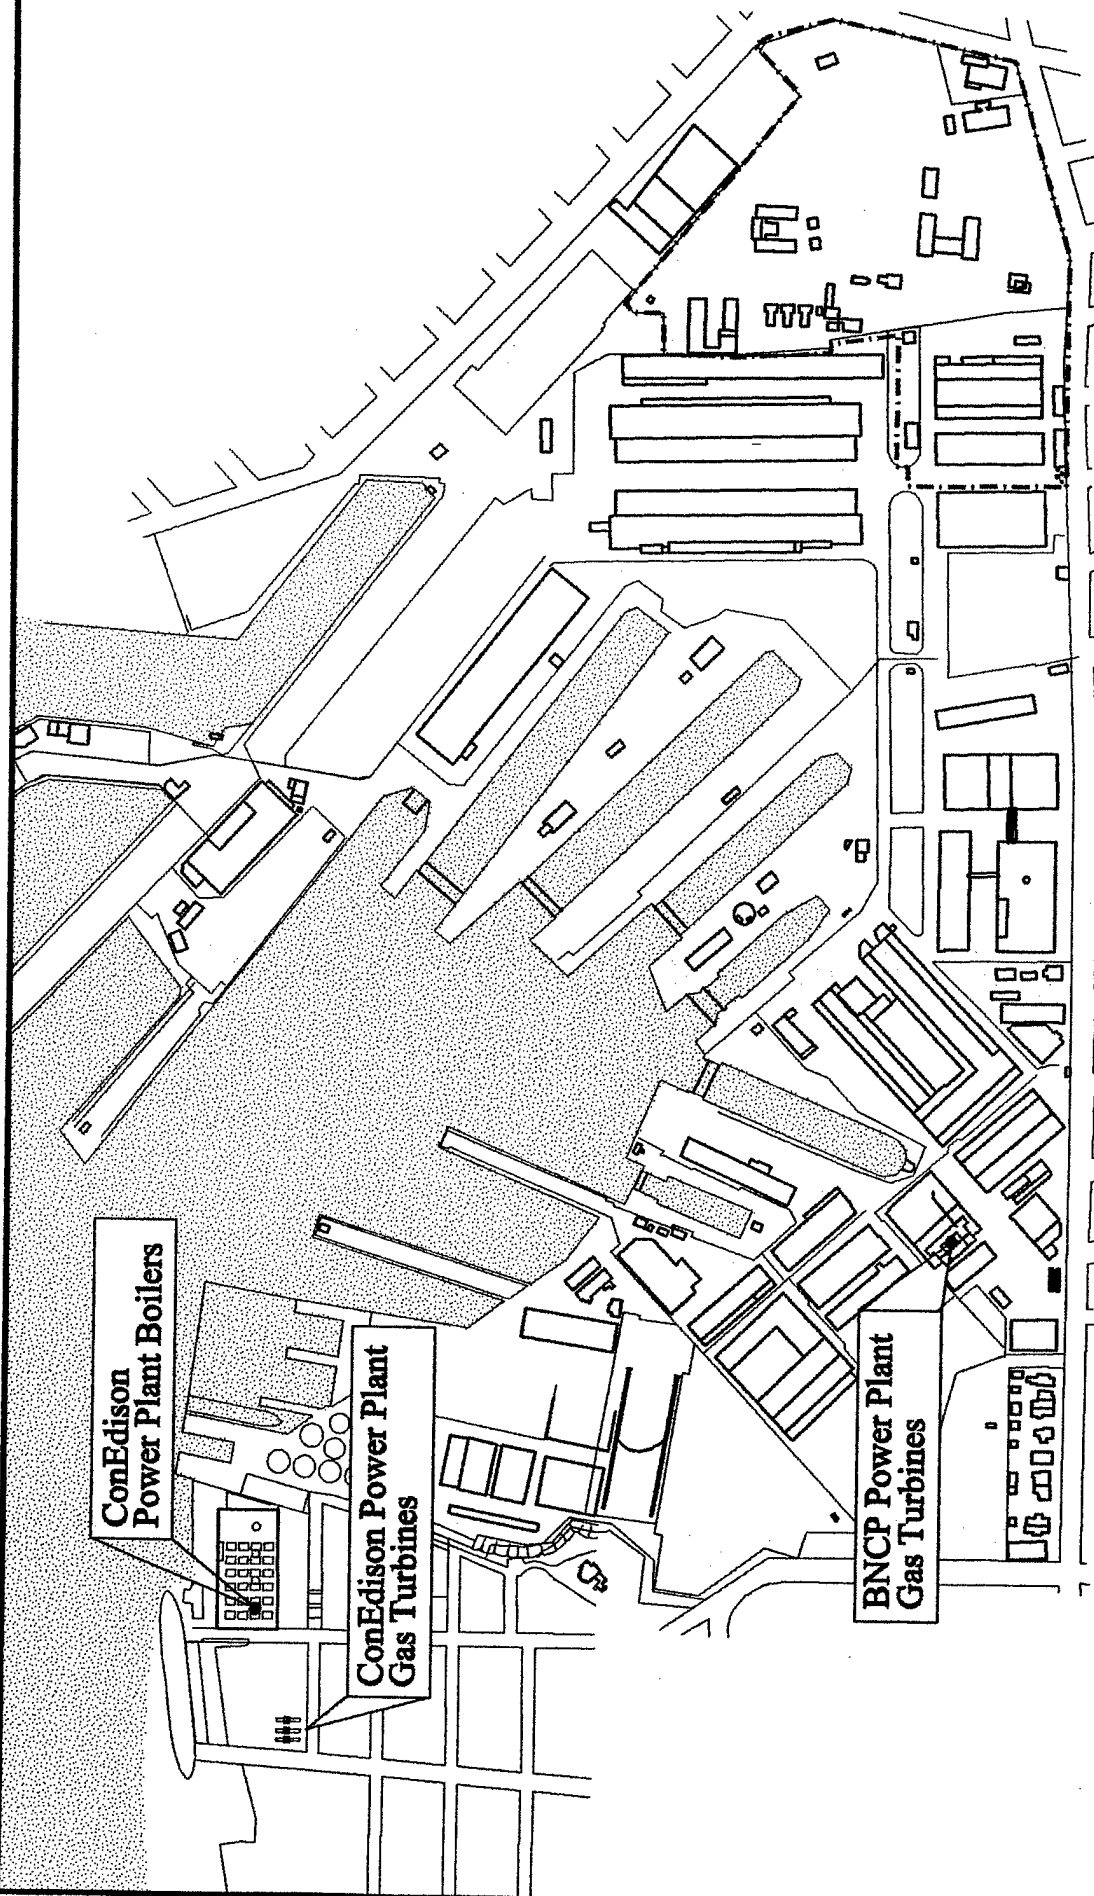 ConEdison
Power Plant Boilers
ConEdison Power Plant
Gas Turbines
BNCP Power Plant
Gas Turbines